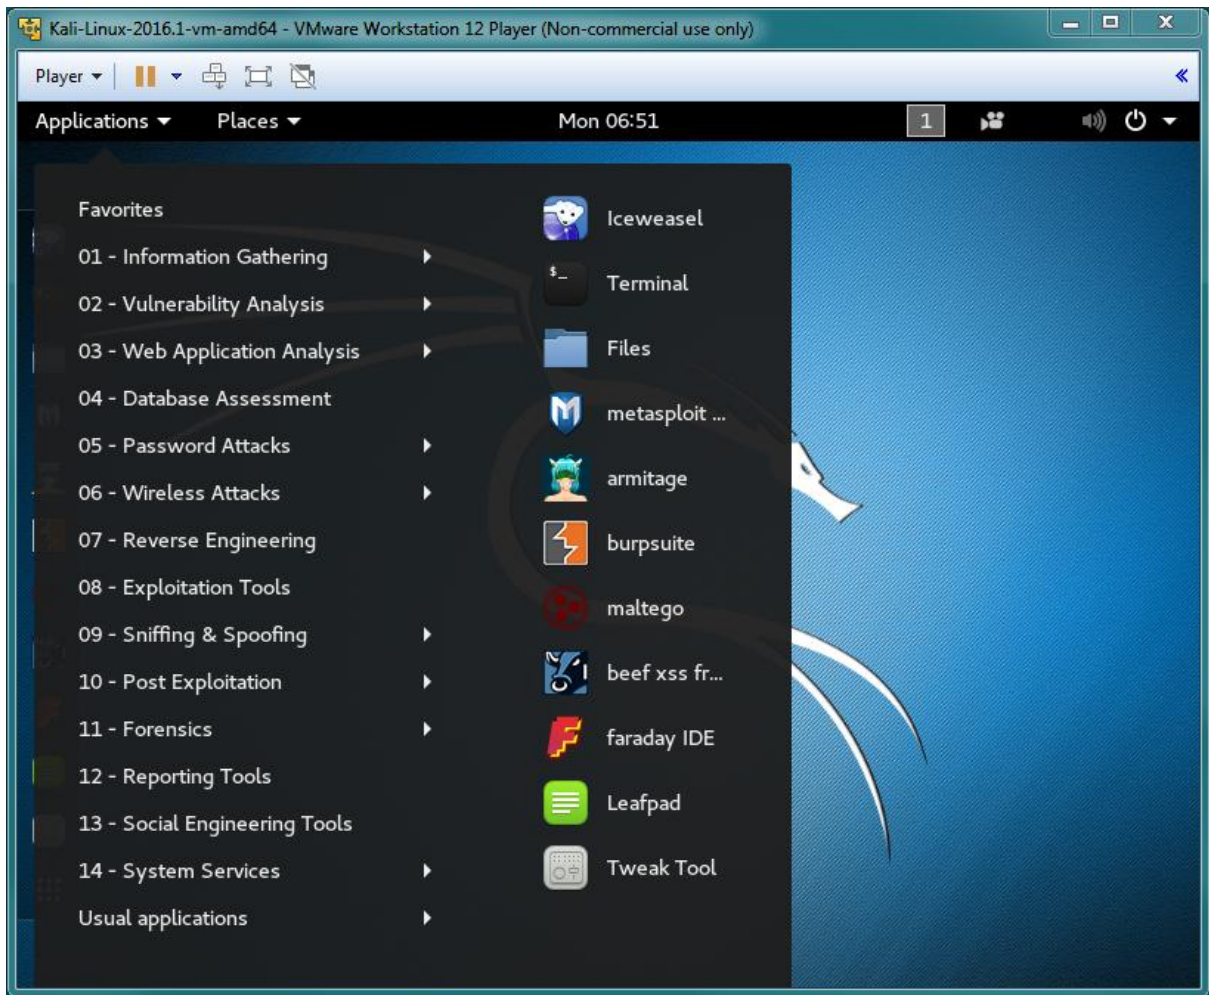 Kali-Linux-2016.1-vm-amd64 - VMware Workstation 12 Player (Non-commercial use only)
Player
Applications Places Mon 06:51 1
Favorites
01 - Information Gathering
02 - Vulnerability Analysis
03 - Web Application Analysis
04 - Database Assessment
05 - Password Attacks
06 - Wireless Attacks
07 - Reverse Engineering
08 - Exploitation Tools
09 - Sniffing & Spoofing
10 - Post Exploitation
11 - Forensics
12 - Reporting Tools
13 - Social Engineering Tools
14 - System Services
Usual applications
Iceweasel
$_
Terminal
Files
metasploit ...
armitage
burpsuite
maltego
beef xss fr...
faraday IDE
Leafpad
Tweak Tool